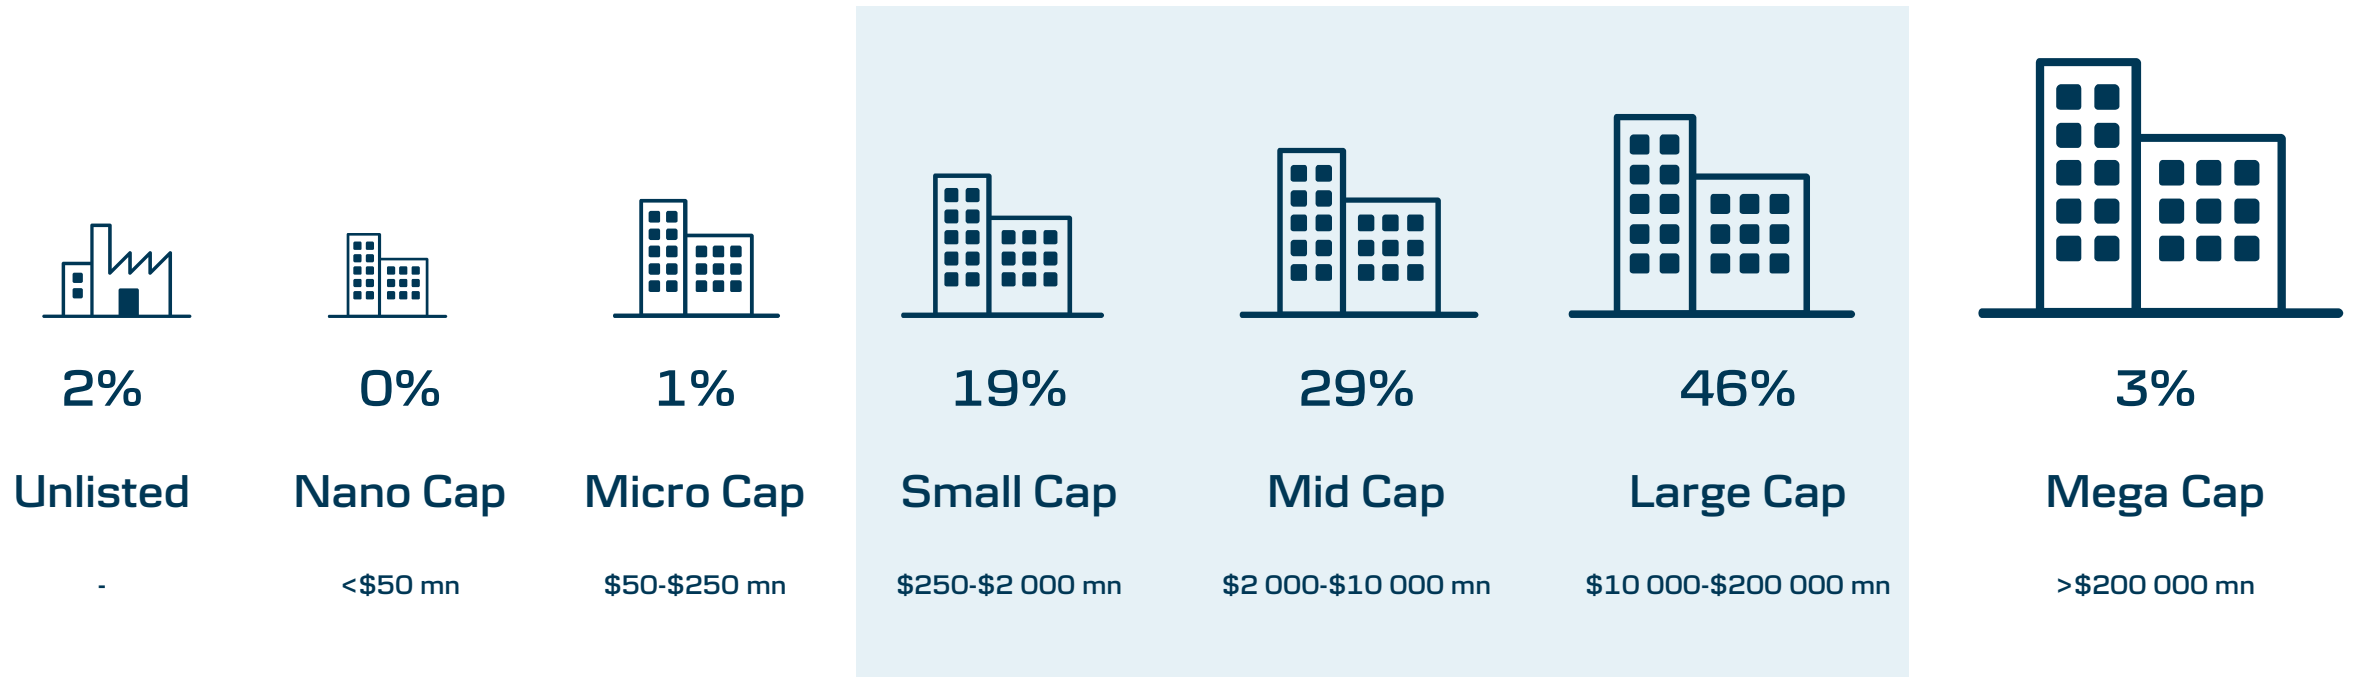 2% 0% 1% 19% 29% 46% 3%
Unlisted Nano Cap Micro Cap Small Cap Mid Cap Large Cap Mega Cap
- <$50 mn $50-$250 mn $250-$2 000 mn $2 000-$10 000 mn $10 000-$200 000 mn >$200 000 mn